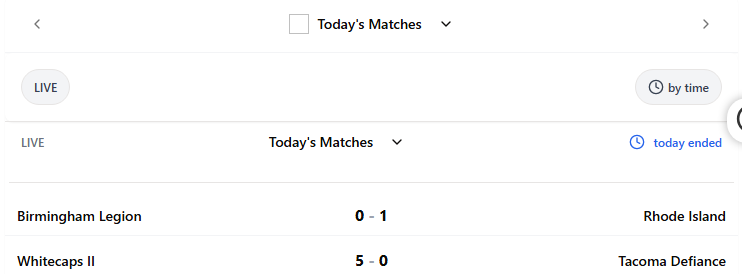 Today's Matches
LIVE
by time
LIVE
Today's Matches
today ended
Birmingham Legion 0 - 1 Rhode Island
Whitecaps II 5 - 0 Tacoma Defiance